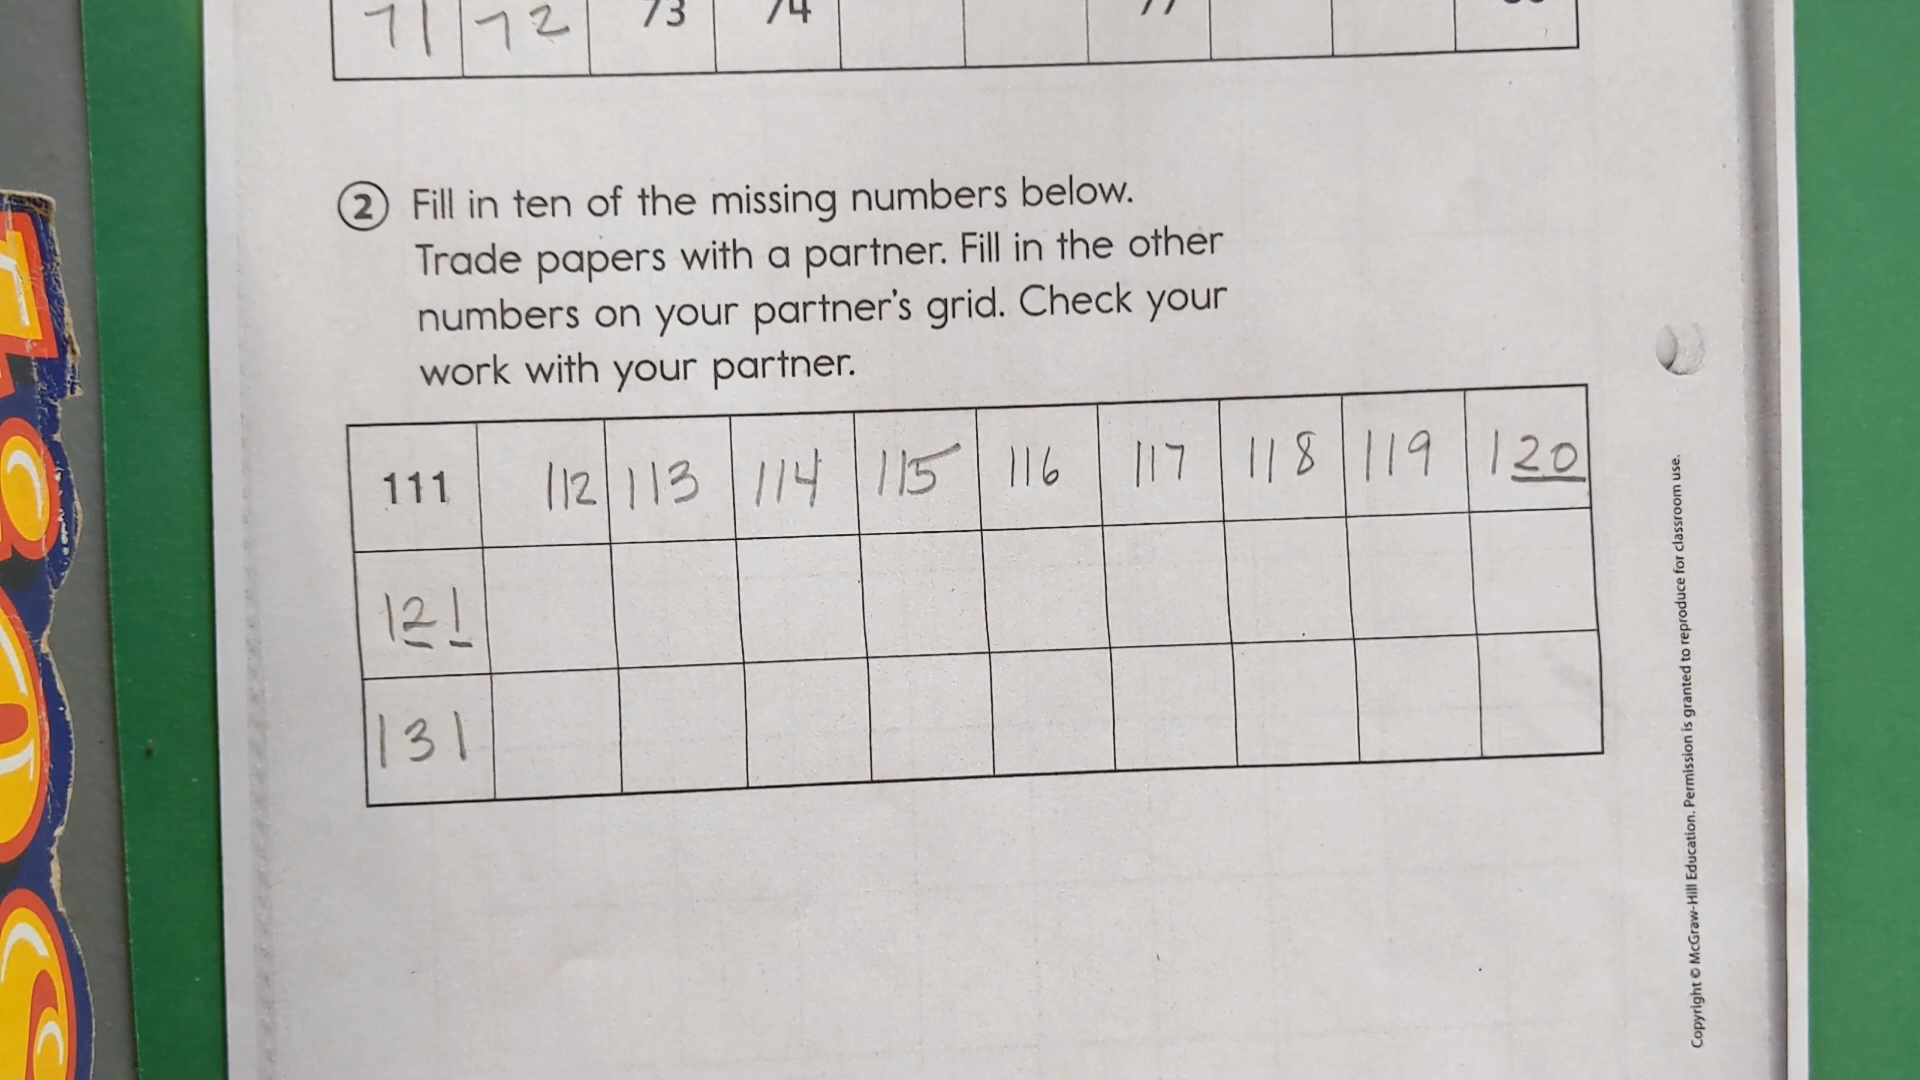 71 72 73 74 77
2 Fill in ten of the missing numbers below.
Trade papers with a partner. Fill in the other
numbers on your partner's grid. Check your
work with your partner.
111 112 113 114 115 116 117 118 119 120
121
131
Copyright © McGraw-Hill Education. Permission is granted to reproduce for classroom use.